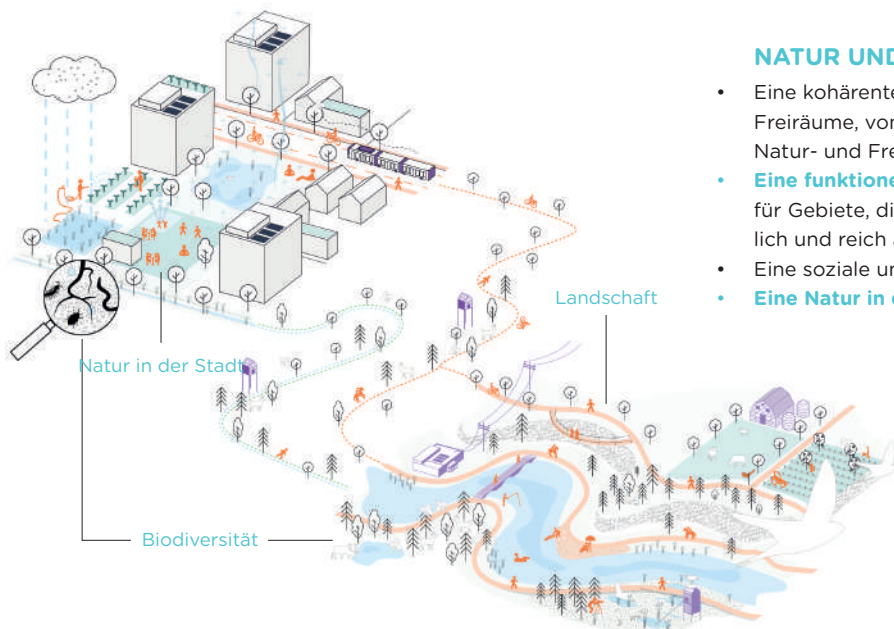 NATUR UND
• Eine kohärente
Freiräume, vor
Natur- und Fre
• Eine funktione
für Gebiete, di
lich und reich
• Eine soziale un
• Eine Natur in
Landschaft
Natur in der Stadt
Biodiversität